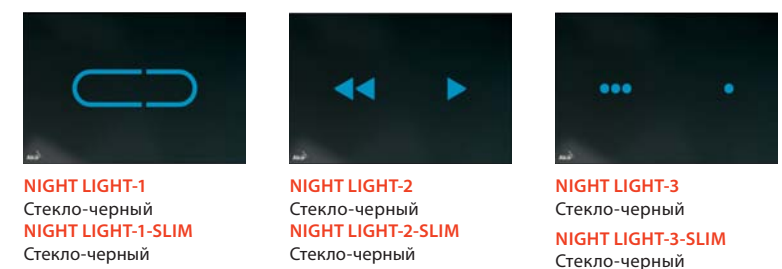 NIGHT LIGHT-1
Стекло-черный
NIGHT LIGHT-1-SLIM
Стекло-черный
NIGHT LIGHT-2
Стекло-черный
NIGHT LIGHT-2-SLIM
Стекло-черный
NIGHT LIGHT-3
Стекло-черный
NIGHT LIGHT-3-SLIM
Стекло-черный